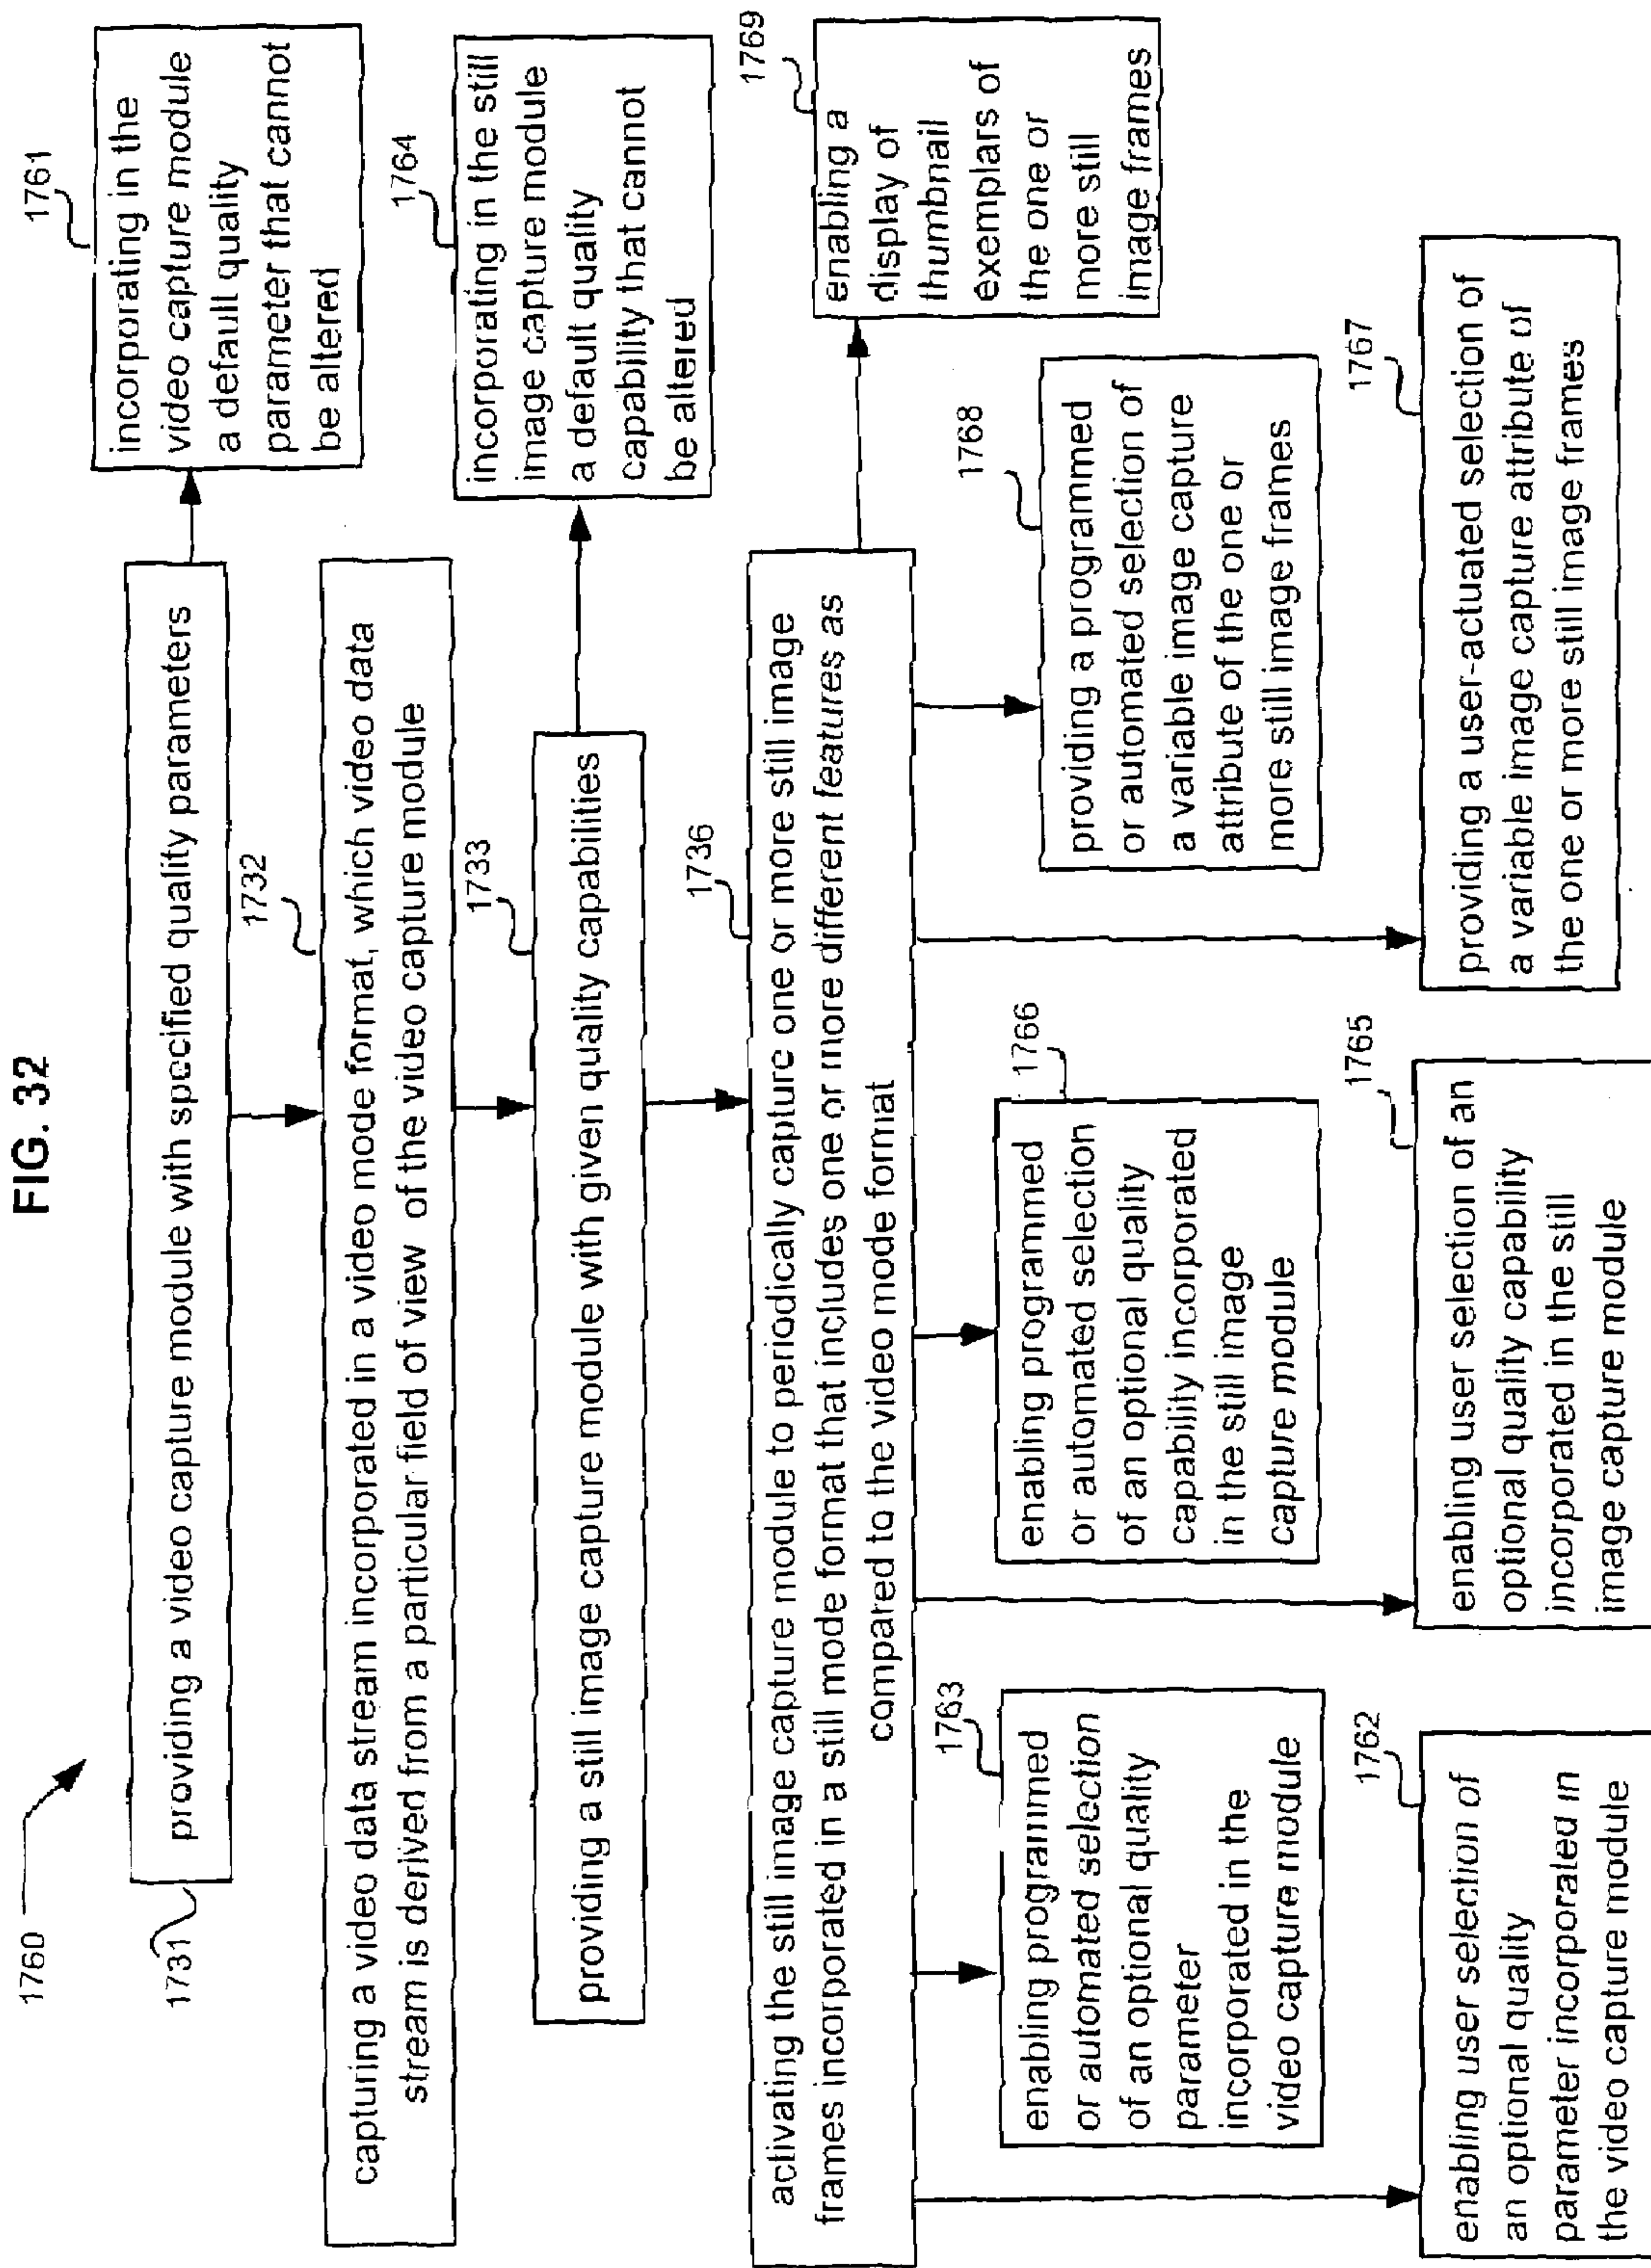 FIG. 32
1760
1731
providing a video capture module with specified quality parameters
1761
incorporating in the
video capture module
a default quality
parameter that cannot
be altered
1732
capturing a video data stream incorporated in a video mode format, which video data
stream is derived from a particular field of view of the video capture module
1733
providing a still image capture module with given quality capabilities
1764
incorporating in the still
image capture module
a default quality
capability that cannot
be altered
1736
activating the still image capture module to periodically capture one or more still image
frames incorporated in a still mode format that includes one or more different features as
compared to the video mode format
1769
enabling a
display of
thumbnail
exemplars of
the one or
more still
image frames
1763
enabling programmed
or automated selection
of an optional quality
parameter
incorporated in the
video capture module
1766
enabling programmed
or automated selection
of an optional quality
capability incorporated
in the still image
capture module
1768
providing a programmed
or automated selection of
a variable image capture
attribute of the one or
more still image frames
1762
enabling user selection of
an optional quality
parameter incorporated in
the video capture module
1765
enabling user selection of an
optional quality capability
incorporated in the still
image capture module
1767
providing a user-actuated selection of
a variable image capture attribute of
the one or more still image frames